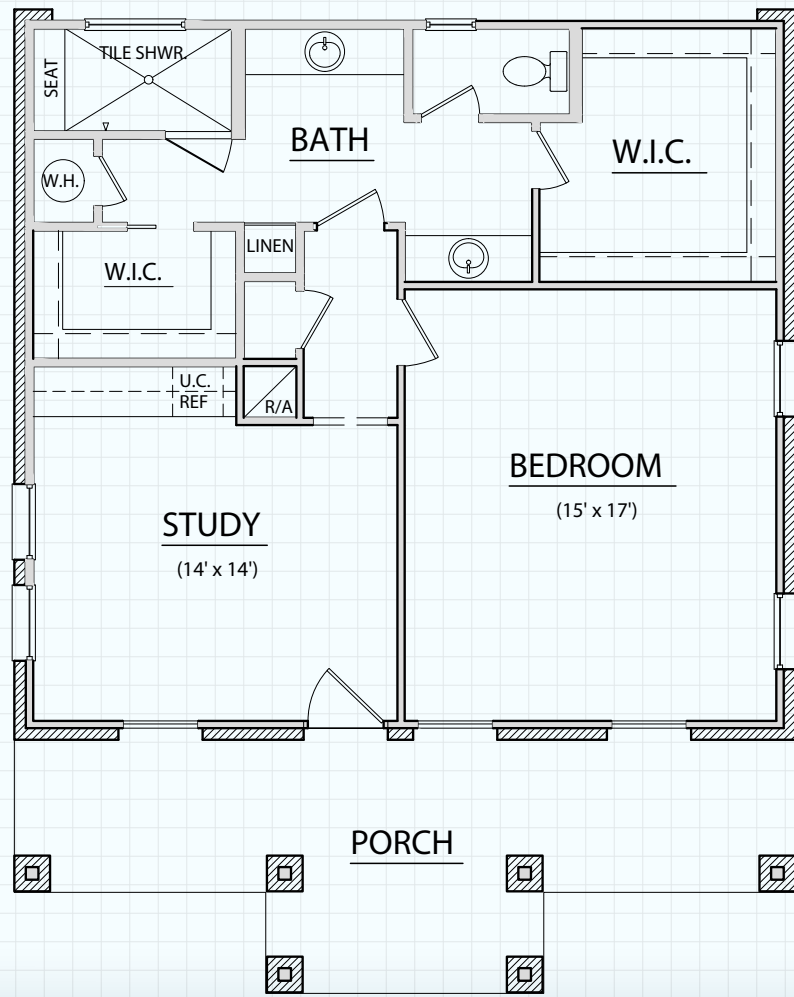 TILE SHWR.
SEAT
BATH
W.I.C.
W.H.
LINEN
W.I.C.
U.C.
REF
R/A
BEDROOM
(15' x 17')
STUDY
(14' x 14')
PORCH